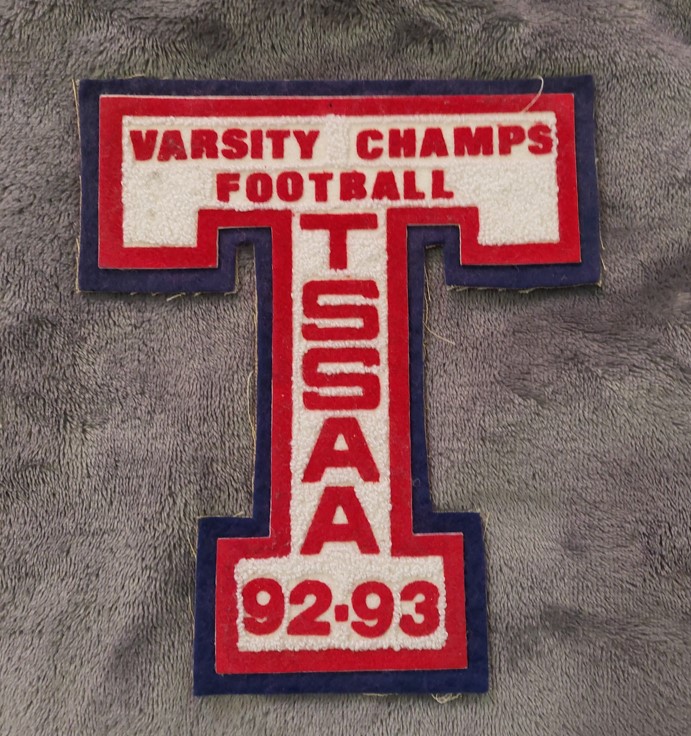 VARSITY CHAMPS
FOOTBALL
TSSAA
92-93